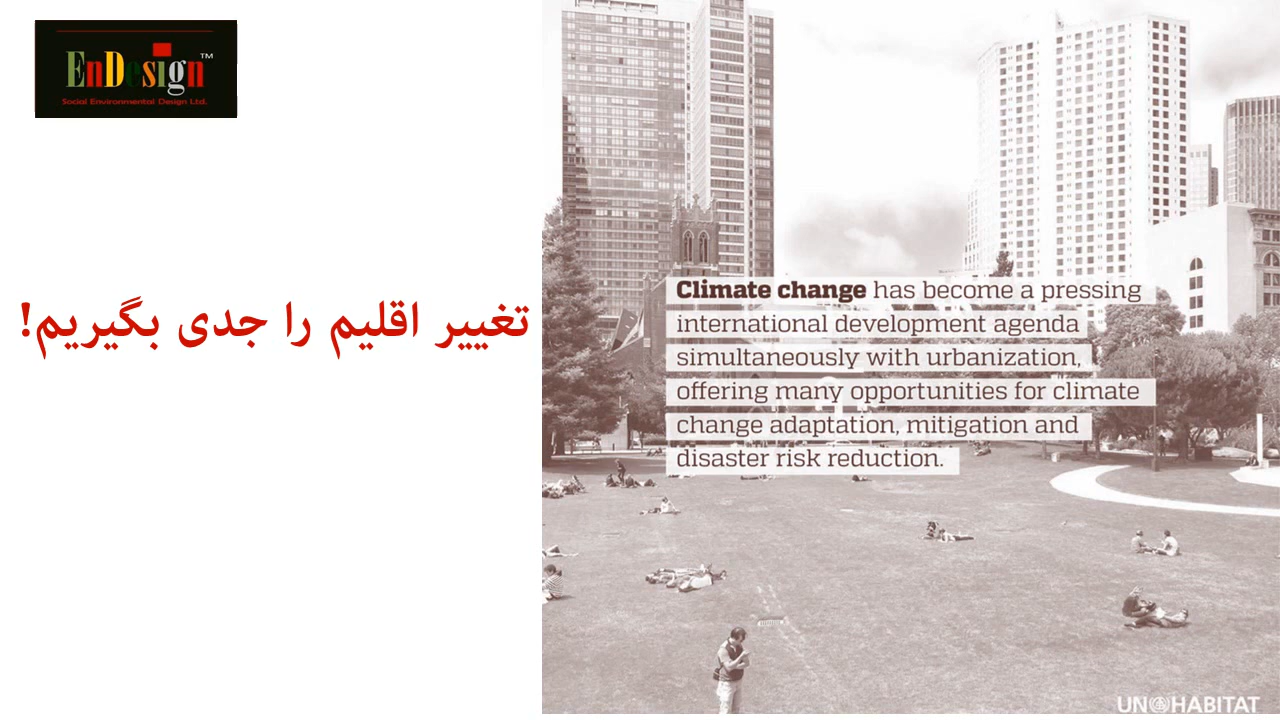 EnDesign™
Social Environmental Design Ltd.
تغییر اقلیم را جدی بگیریم!
Climate change has become a pressing
international development agenda
simultaneously with urbanization,
offering many opportunities for climate
change adaptation, mitigation and
disaster risk reduction.
UN HABITAT